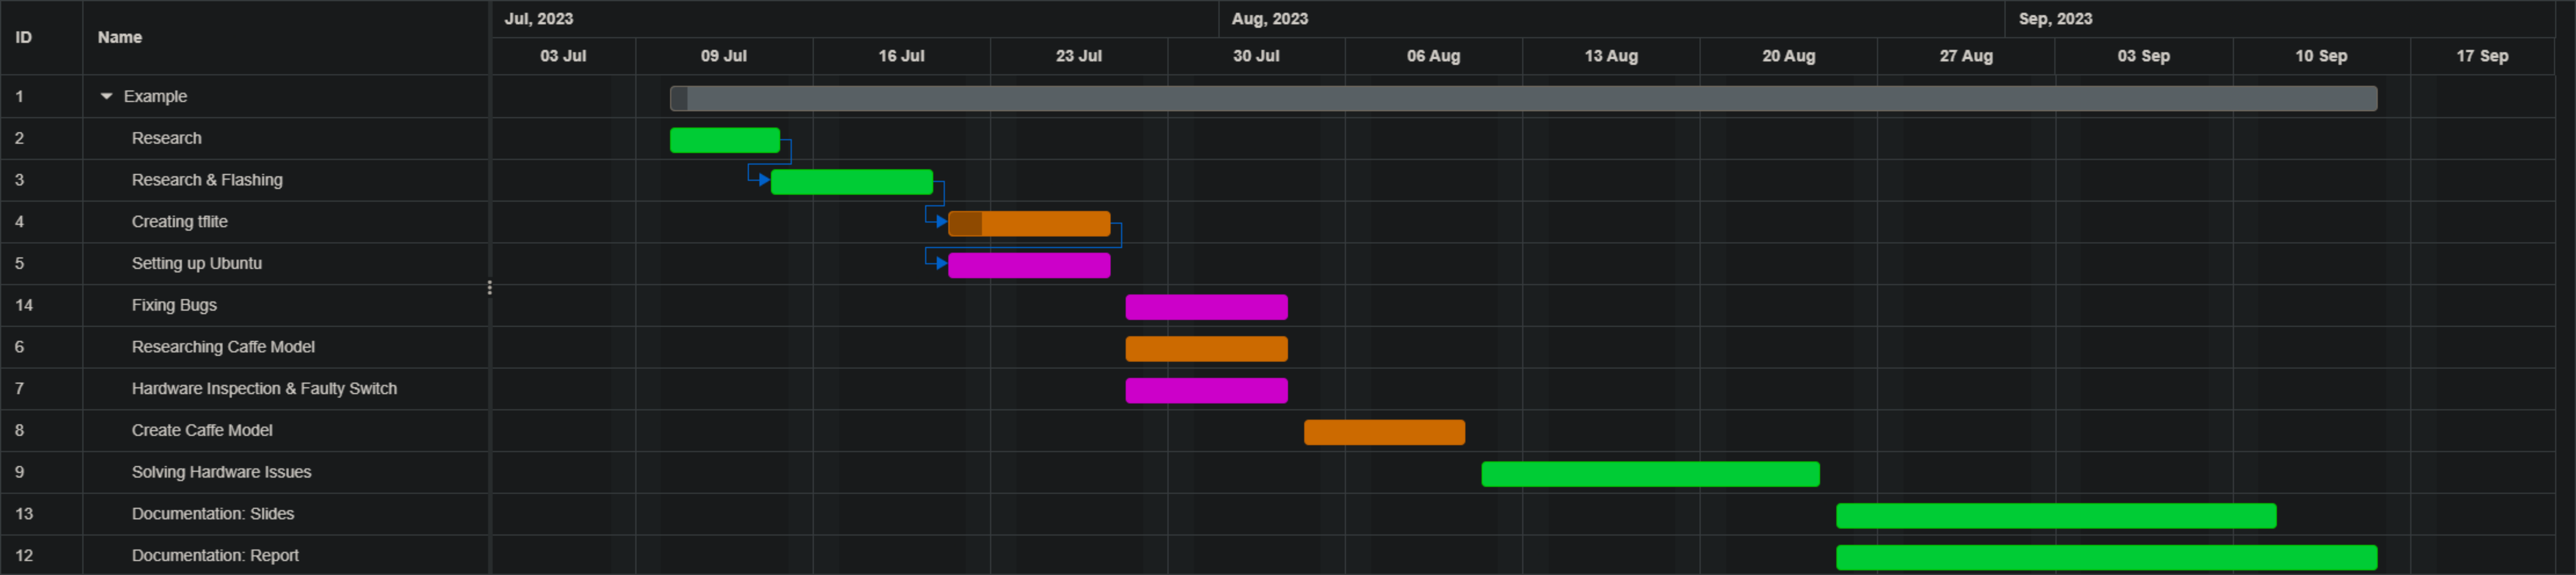 Jul, 2023 Aug, 2023 Sep, 2023
ID Name
03 Jul 09 Jul 16 Jul 23 Jul 30 Jul 06 Aug 13 Aug 20 Aug 27 Aug 03 Sep 10 Sep 17 Sep
1 Example
2 Research
3 Research & Flashing
4 Creating tflite
5 Setting up Ubuntu
14 Fixing Bugs
6 Researching Caffe Model
7 Hardware Inspection & Faulty Switch
8 Create Caffe Model
9 Solving Hardware Issues
13 Documentation: Slides
12 Documentation: Report